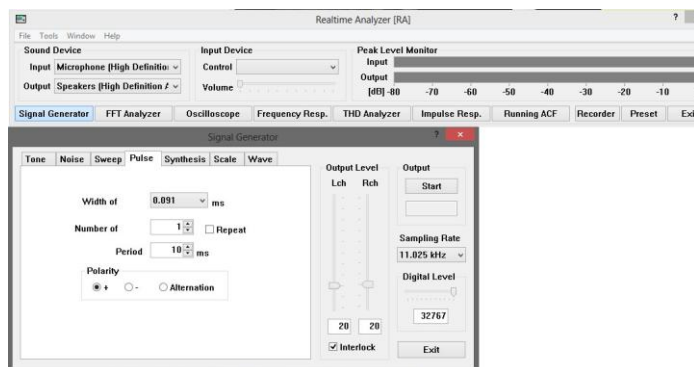 Realtime Analyzer [RA]
?
File Tools Window Help
Sound Device
Input Microphone (High Definition
Output Speakers (High Definition A
Input Device
Control
Volume
Peak Level Monitor
Input
Output
[dB] -80 -70 -60 -50 -40 -30 -20 -10
Signal Generator FFT Analyzer Oscilloscope Frequency Resp. THD Analyzer Impulse Resp. Running ACF Recorder Preset Exi
Signal Generator
? ×
Tone Noise Sweep Pulse Synthesis Scale Wave
Width of 0.091 ms
Number of 1 Repeat
Period 10 ms
Polarity
+ - Alternation
Output Level
Lch Rch
20 20
Interlock
Output
Start
Sampling Rate
11.025 kHz
Digital Level
32767
Exit